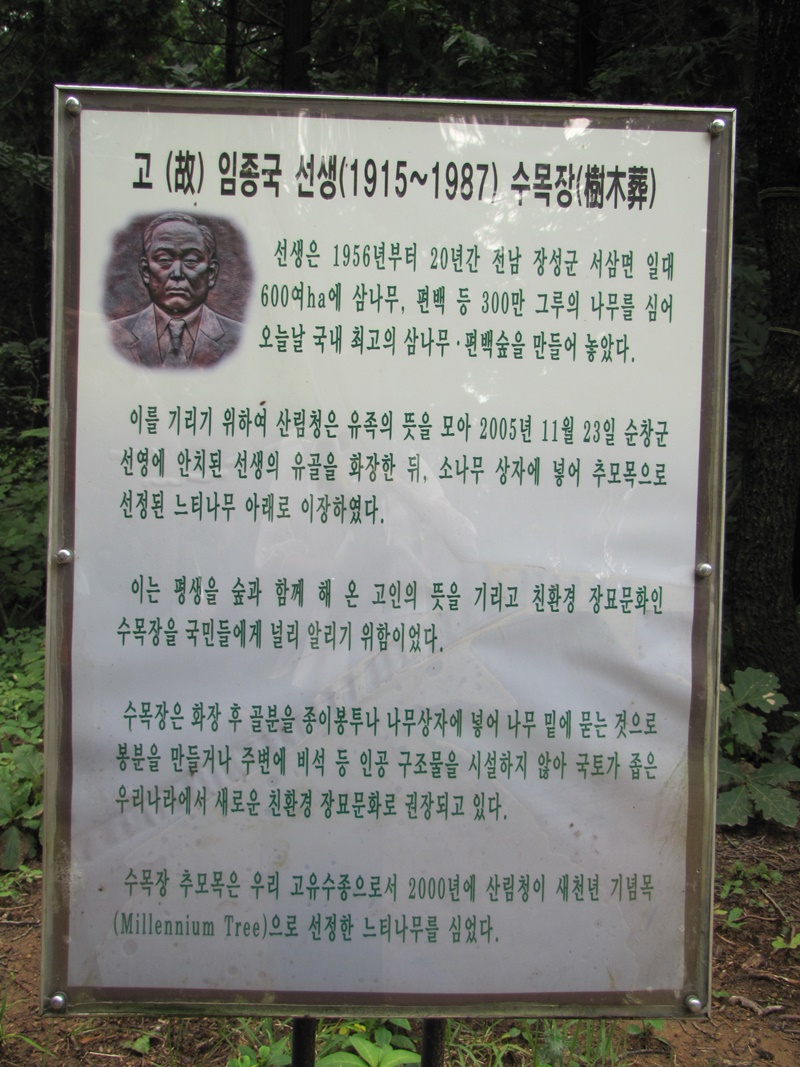 고 (故) 임종국 선생(1915~1987) 수목장(樹木葬)
선생은 1956년부터 20년간 전남 장성군 서삼면 일대
600여ha에 삼나무, 편백 등 300만 그루의 나무를 심어
오늘날 국내 최고의 삼나무·편백숲을 만들어 놓았다.
이를 기리기 위하여 산림청은 유족의 뜻을 모아 2005년 11월 23일 순창군
선영에 안치된 선생의 유골을 화장한 뒤, 소나무 상자에 넣어 추모목으로
선정된 느티나무 아래로 이장하였다.
이는 평생을 숲과 함께 해 온 고인의 뜻을 기리고 친환경 장묘문화인
수목장을 국민들에게 널리 알리기 위함이었다.
수목장은 화장 후 골분을 종이봉투나 나무상자에 넣어 나무 밑에 묻는 것으로
봉분을 만들거나 주변에 비석 등 인공 구조물을 시설하지 않아 국토가 좁은
우리나라에서 새로운 친환경 장묘문화로 권장되고 있다.
수목장 추모목은 우리 고유수종으로서 2000년에 산림청이 새천년 기념목
(Millennium Tree)으로 선정한 느티나무를 심었다.